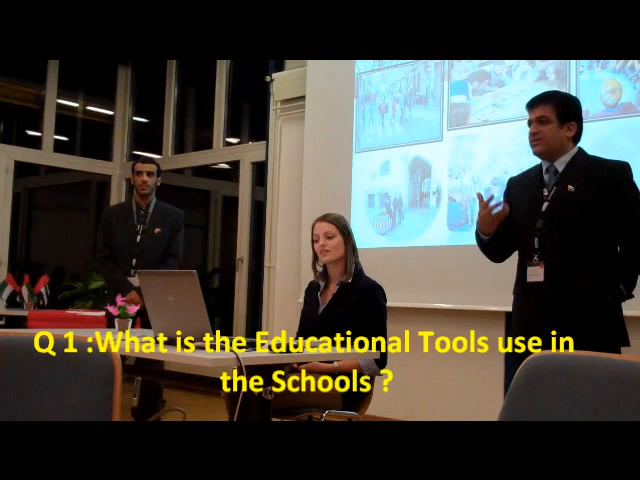 Q 1 :What is the Educational Tools use in
the Schools ?